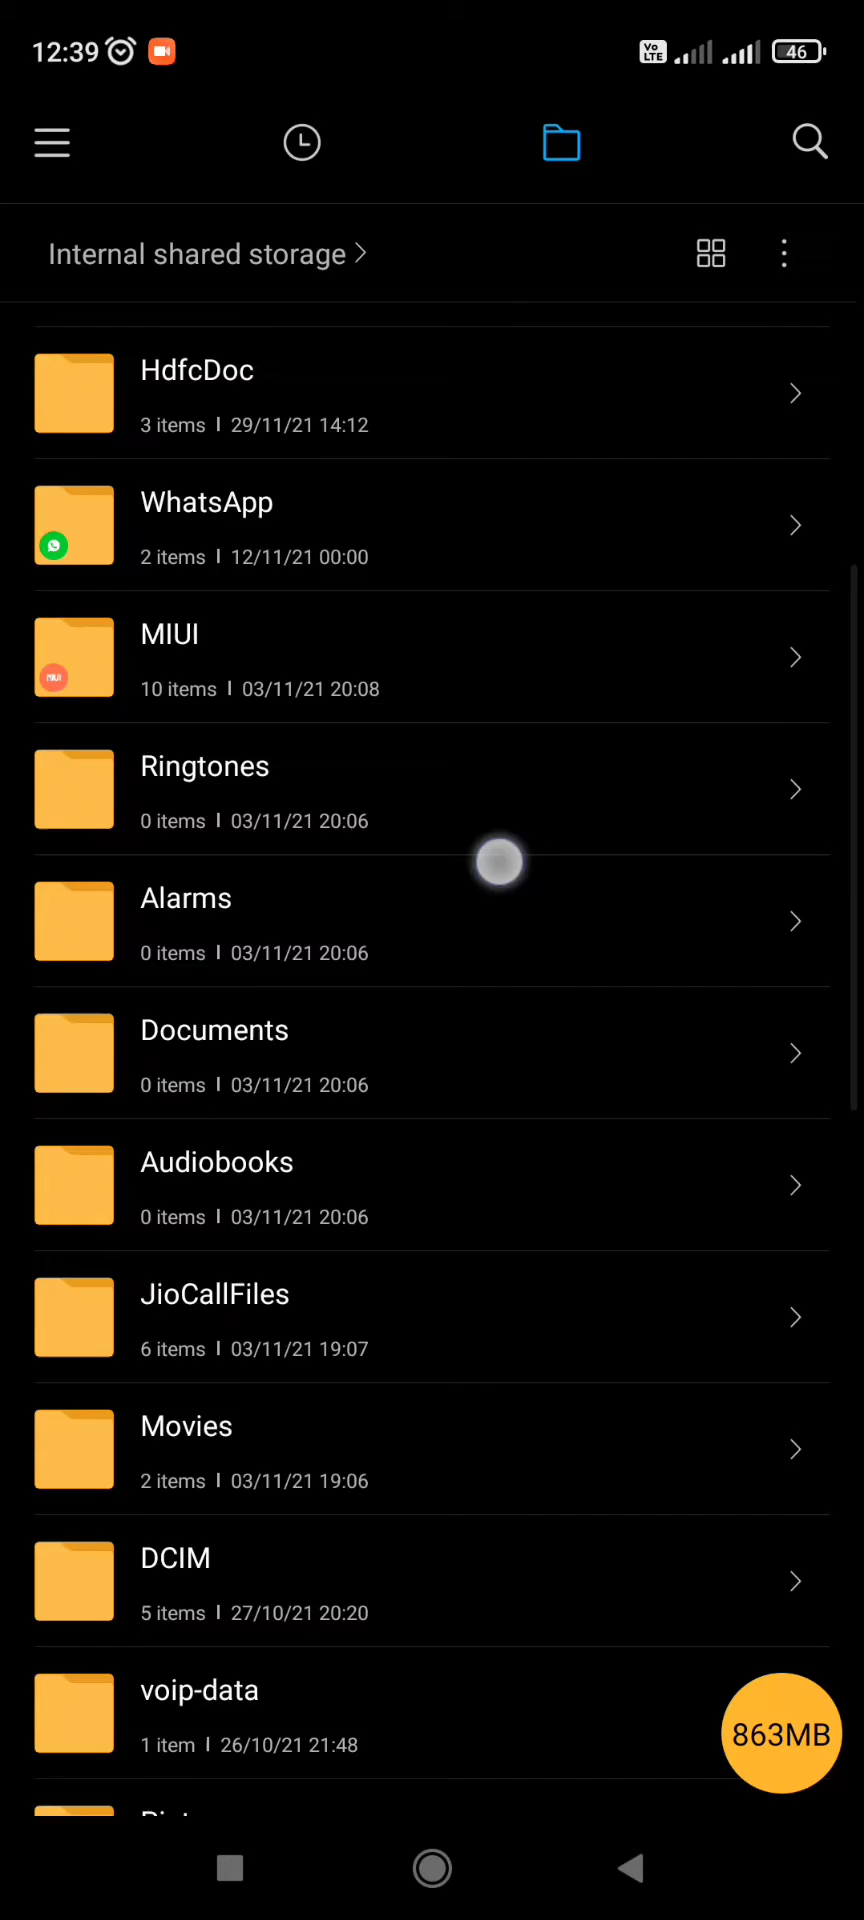 12:39
Vo
LTE
46
Internal shared storage
HdfcDoc
3 items | 29/11/21 14:12
WhatsApp
2 items | 12/11/21 00:00
MIUI
10 items | 03/11/21 20:08
Ringtones
0 items | 03/11/21 20:06
Alarms
0 items | 03/11/21 20:06
Documents
0 items | 03/11/21 20:06
Audiobooks
0 items | 03/11/21 20:06
JioCallFiles
6 items | 03/11/21 19:07
Movies
2 items | 03/11/21 19:06
DCIM
5 items | 27/10/21 20:20
voip-data
1 item | 26/10/21 21:48
863MB